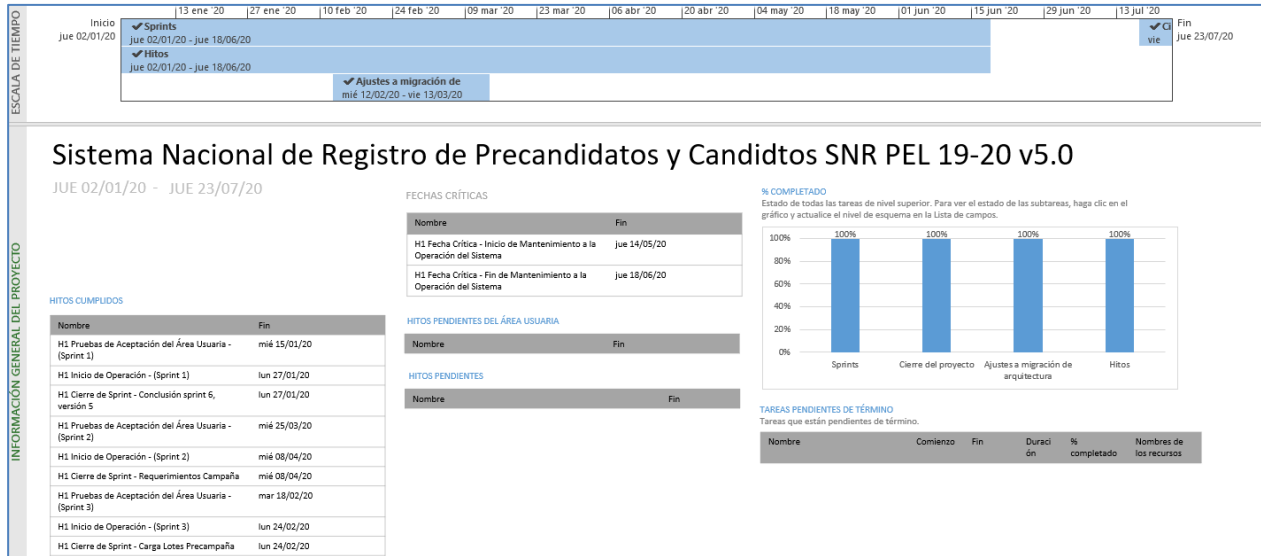 ESCALA DE TIEMPO
13 ene '20 27 ene '20 10 feb '20 24 feb '20 09 mar '20 23 mar '20 06 abr '20 20 abr '20 04 may '20 18 may '20 01 jun '20 15 jun '20 29 jun '20 13 jul '20
Inicio
jue 02/01/20
✔Sprints
jue 02/01/20 - jue 18/06/20
✔Hitos
jue 02/01/20 - jue 18/06/20
✔Ajustes a migración de
mié 12/02/20 - vie 13/03/20
✔Ci
vie
Fin
jue 23/07/20
INFORMACIÓN GENERAL DEL PROYECTO
Sistema Nacional de Registro de Precandidatos y Candidtos SNR PEL 19-20 v5.0
JUE 02/01/20 - JUE 23/07/20
HITOS CUMPLIDOS
Nombre Fin
H1 Pruebas de Aceptación del Área Usuaria - mié 15/01/20
(Sprint 1)
H1 Inicio de Operación - (Sprint 1) lun 27/01/20
H1 Cierre de Sprint - Conclusión sprint 6, lun 27/01/20
versión 5
H1 Pruebas de Aceptación del Área Usuaria - mié 25/03/20
(Sprint 2)
H1 Inicio de Operación - (Sprint 2) mié 08/04/20
H1 Cierre de Sprint - Requerimientos Campaña mié 08/04/20
H1 Pruebas de Aceptación del Área Usuaria - mar 18/02/20
(Sprint 3)
H1 Inicio de Operación - (Sprint 3) lun 24/02/20
H1 Cierre de Sprint - Carga Lotes Precampaña lun 24/02/20
FECHAS CRÍTICAS
Nombre Fin
H1 Fecha Crítica - Inicio de Mantenimiento a la jue 14/05/20
Operación del Sistema
H1 Fecha Crítica - Fin de Mantenimiento a la jue 18/06/20
Operación del Sistema
HITOS PENDIENTES DEL ÁREA USUARIA
Nombre Fin
HITOS PENDIENTES
Nombre Fin
% COMPLETADO
Estado de todas las tareas de nivel superior. Para ver el estado de las subtareas, haga clic en el
gráfico y actualice el nivel de esquema en la Lista de campos.
100% 100% 100% 100%
100%
80%
60%
40%
20%
0%
Sprints Cierre del proyecto Ajustes a migración de Hitos
arquitectura
TAREAS PENDIENTES DE TÉRMINO
Tareas que están pendientes de término.
Nombre Comienzo Fin Duraci % Nombres de
ón completado los recursos